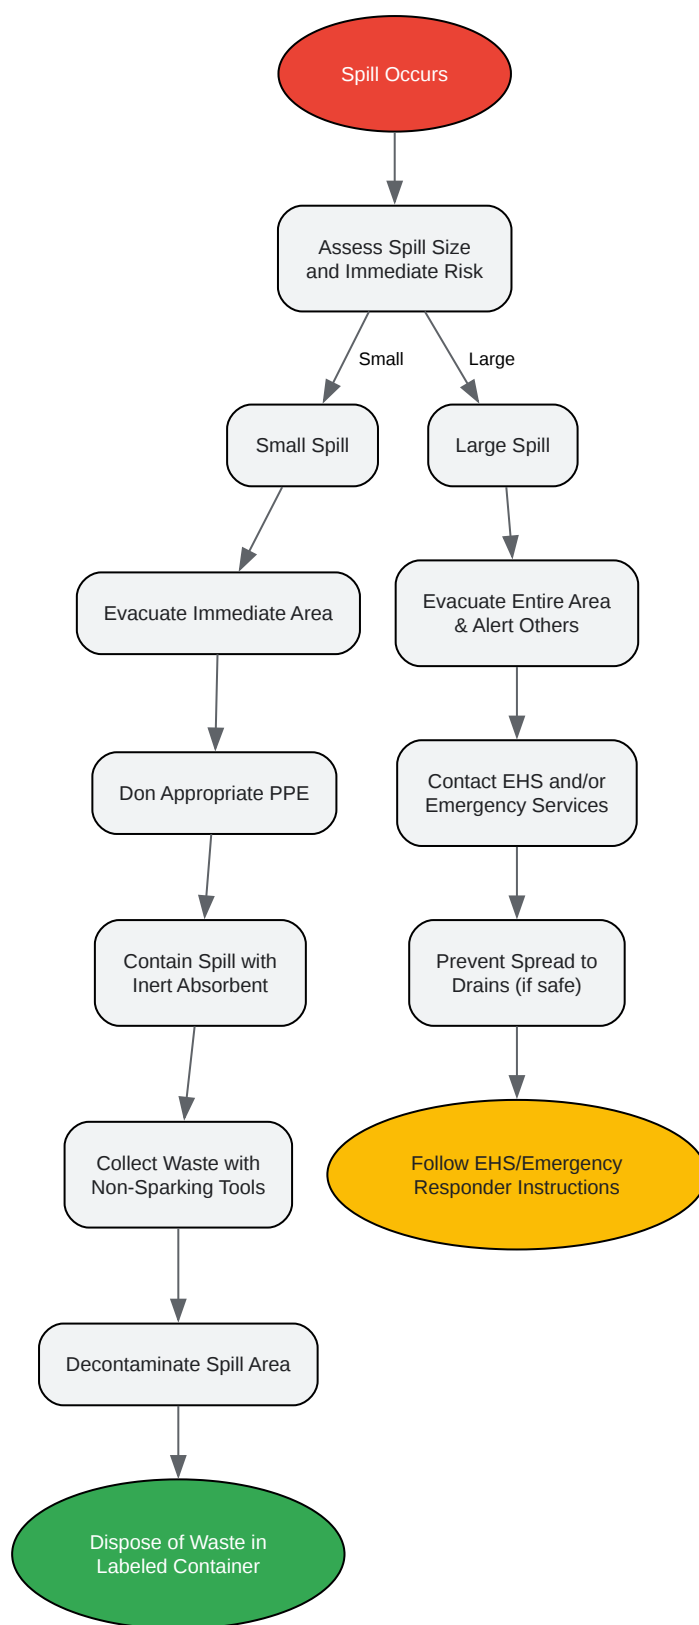 Spill Occurs
Assess Spill Size
and Immediate Risk
Small
Large
Small Spill
Large Spill
Evacuate Immediate Area
Evacuate Entire Area
& Alert Others
Don Appropriate PPE
Contact EHS and/or
Emergency Services
Contain Spill with
Inert Absorbent
Prevent Spread to
Drains (if safe)
Collect Waste with
Non-Sparking Tools
Follow EHS/Emergency
Responder Instructions
Decontaminate Spill Area
Dispose of Waste in
Labeled Container